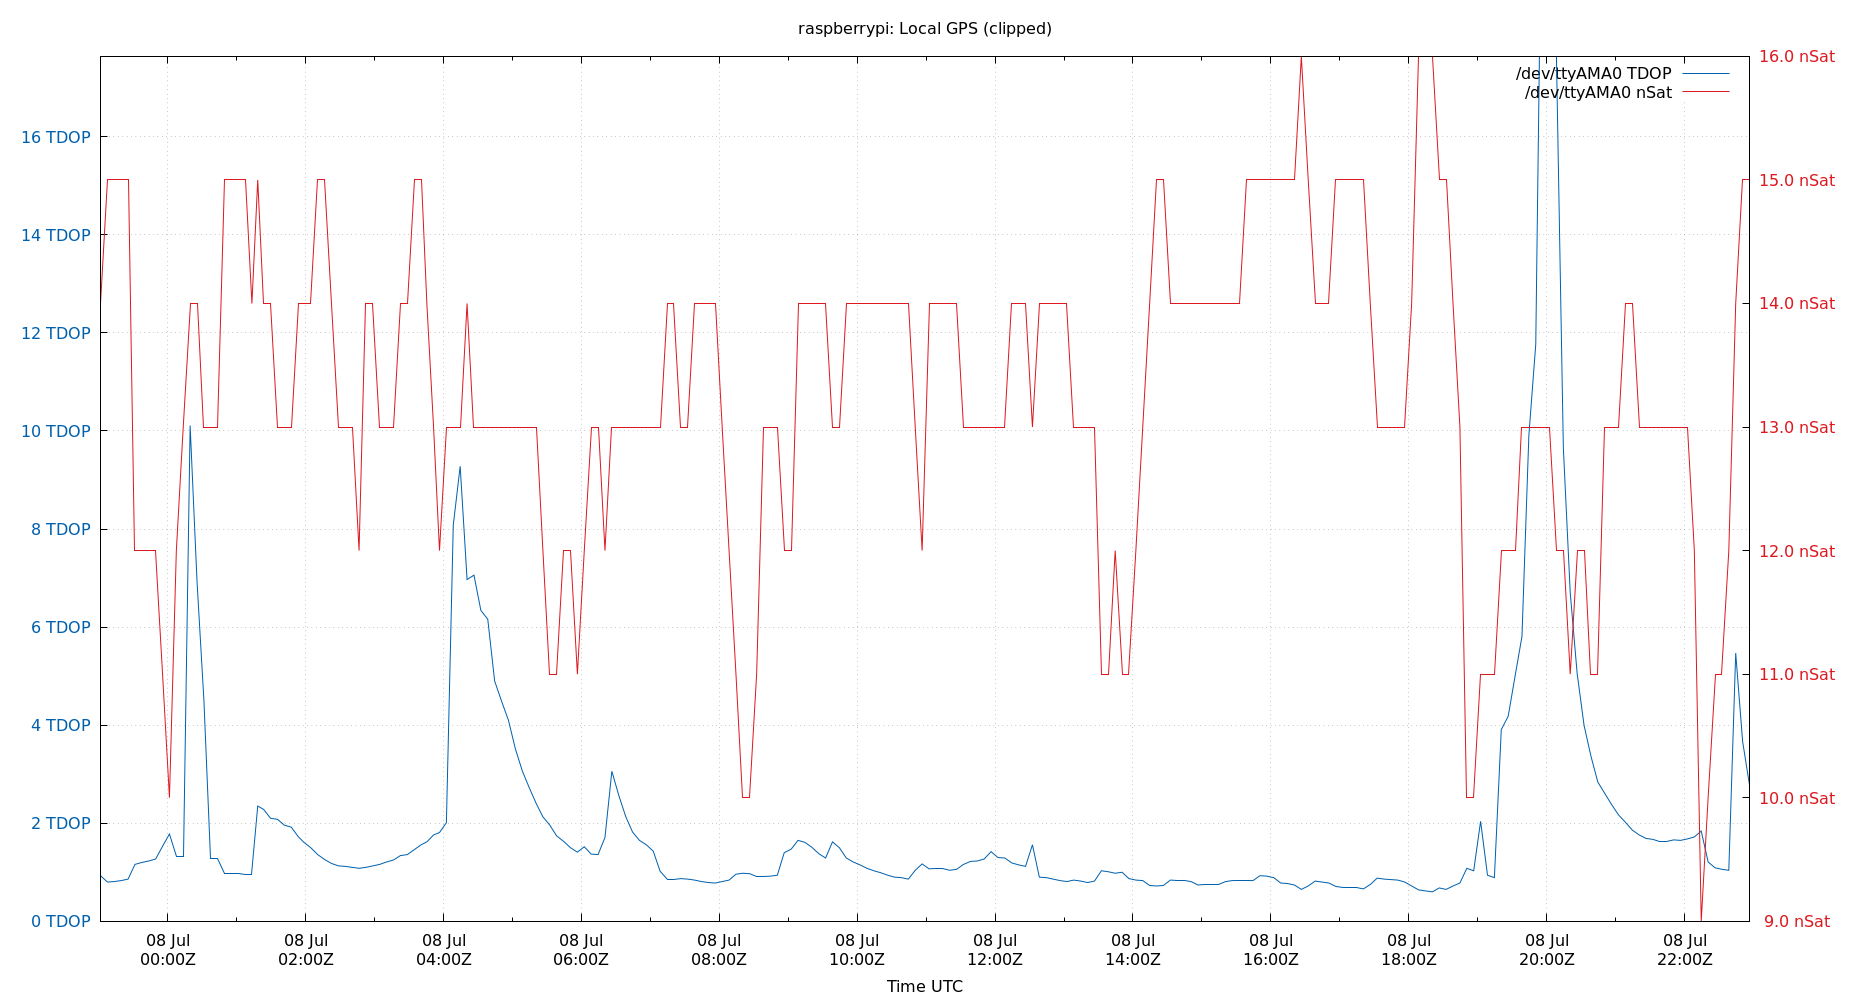 raspberrypi: Local GPS (clipped)
16.0 nSat
/dev/ttyAMA0 TDOP
/dev/ttyAMA0 nSat
16 TDOP
15.0 nSat
14 TDOP
14.0 nSat
12 TDOP
13.0 nSat
10 TDOP
8 TDOP
12.0 nSat
6 TDOP
11.0 nSat
4 TDOP
10.0 nSat
2 TDOP
0 TDOP
9.0 nSat
08 Jul 08 Jul 08 Jul 08 Jul 08 Jul 08 Jul 08 Jul 08 Jul 08 Jul 08 Jul 08 Jul 08 Jul
00:00Z 02:00Z 04:00Z 06:00Z 08:00Z 10:00Z 12:00Z 14:00Z 16:00Z 18:00Z 20:00Z 22:00Z
Time UTC